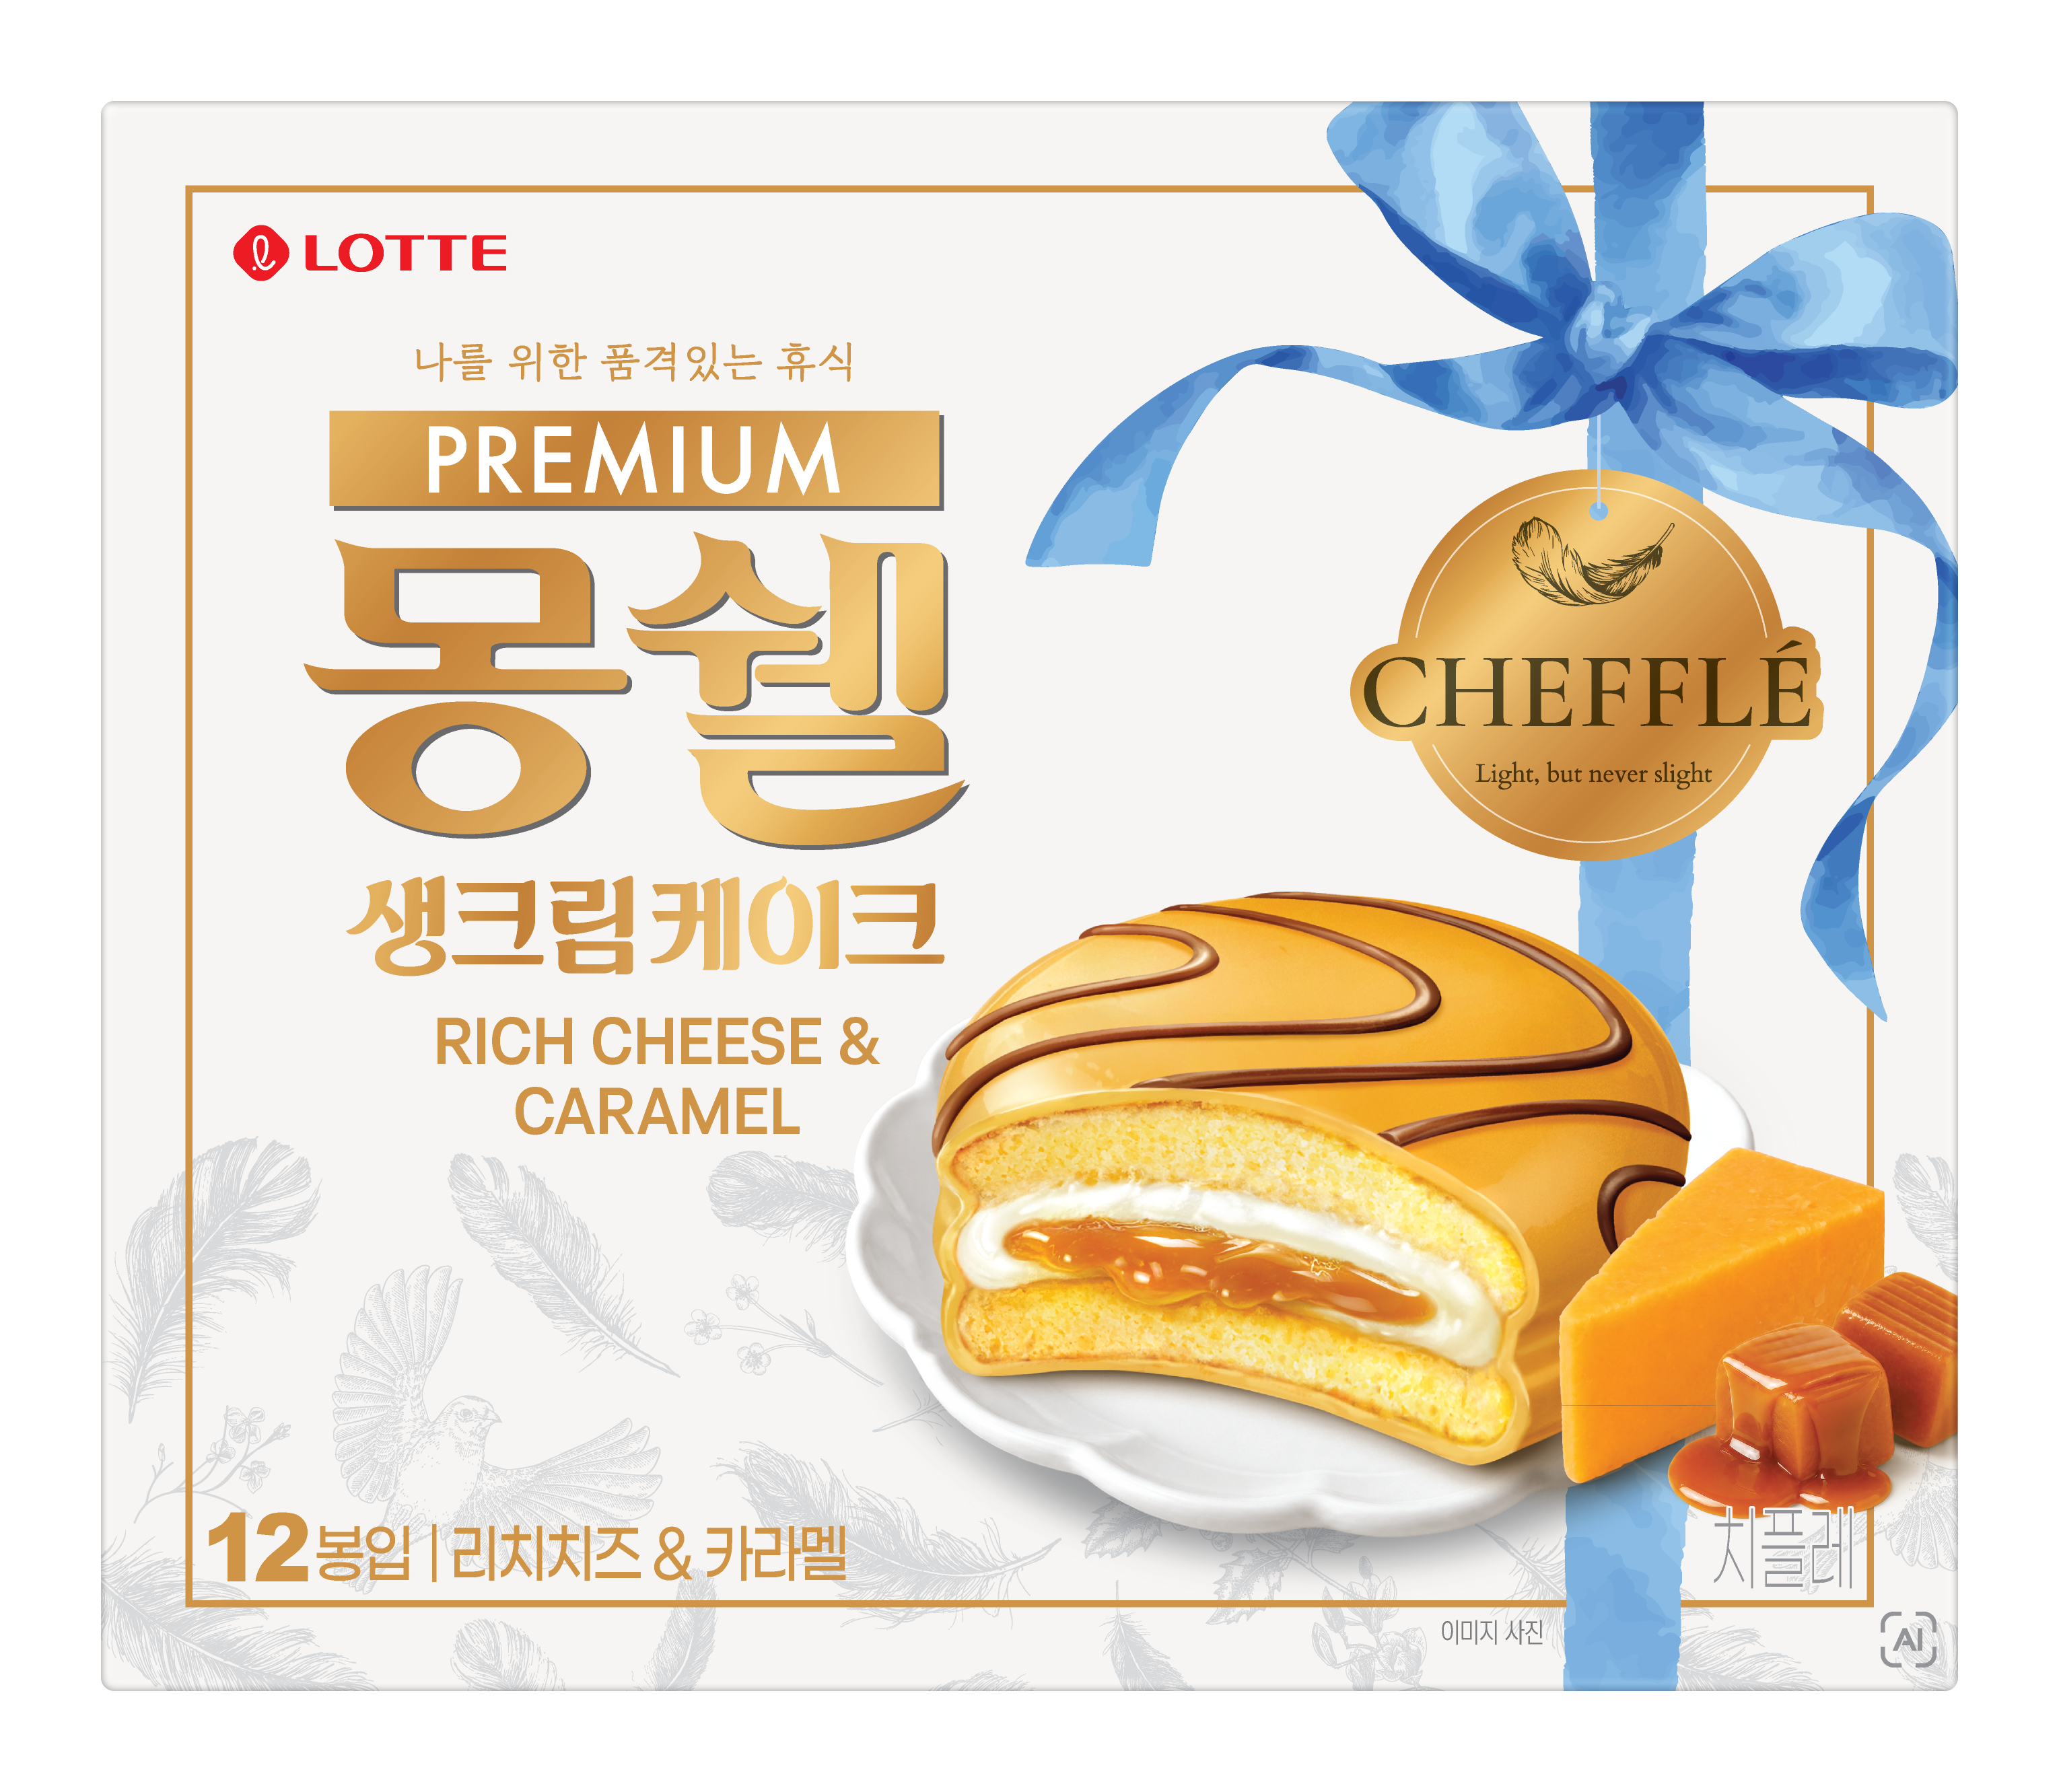 LOTTE
나를 위한 품격있는 휴식
PREMIUM
몽쉘
생크림 케이크
RICH CHEESE &
CARAMEL
CHEFFLÉ
Light, but never slight
12봉입 | 리치치즈 & 카라멜
치플레
이미지 사진
AI